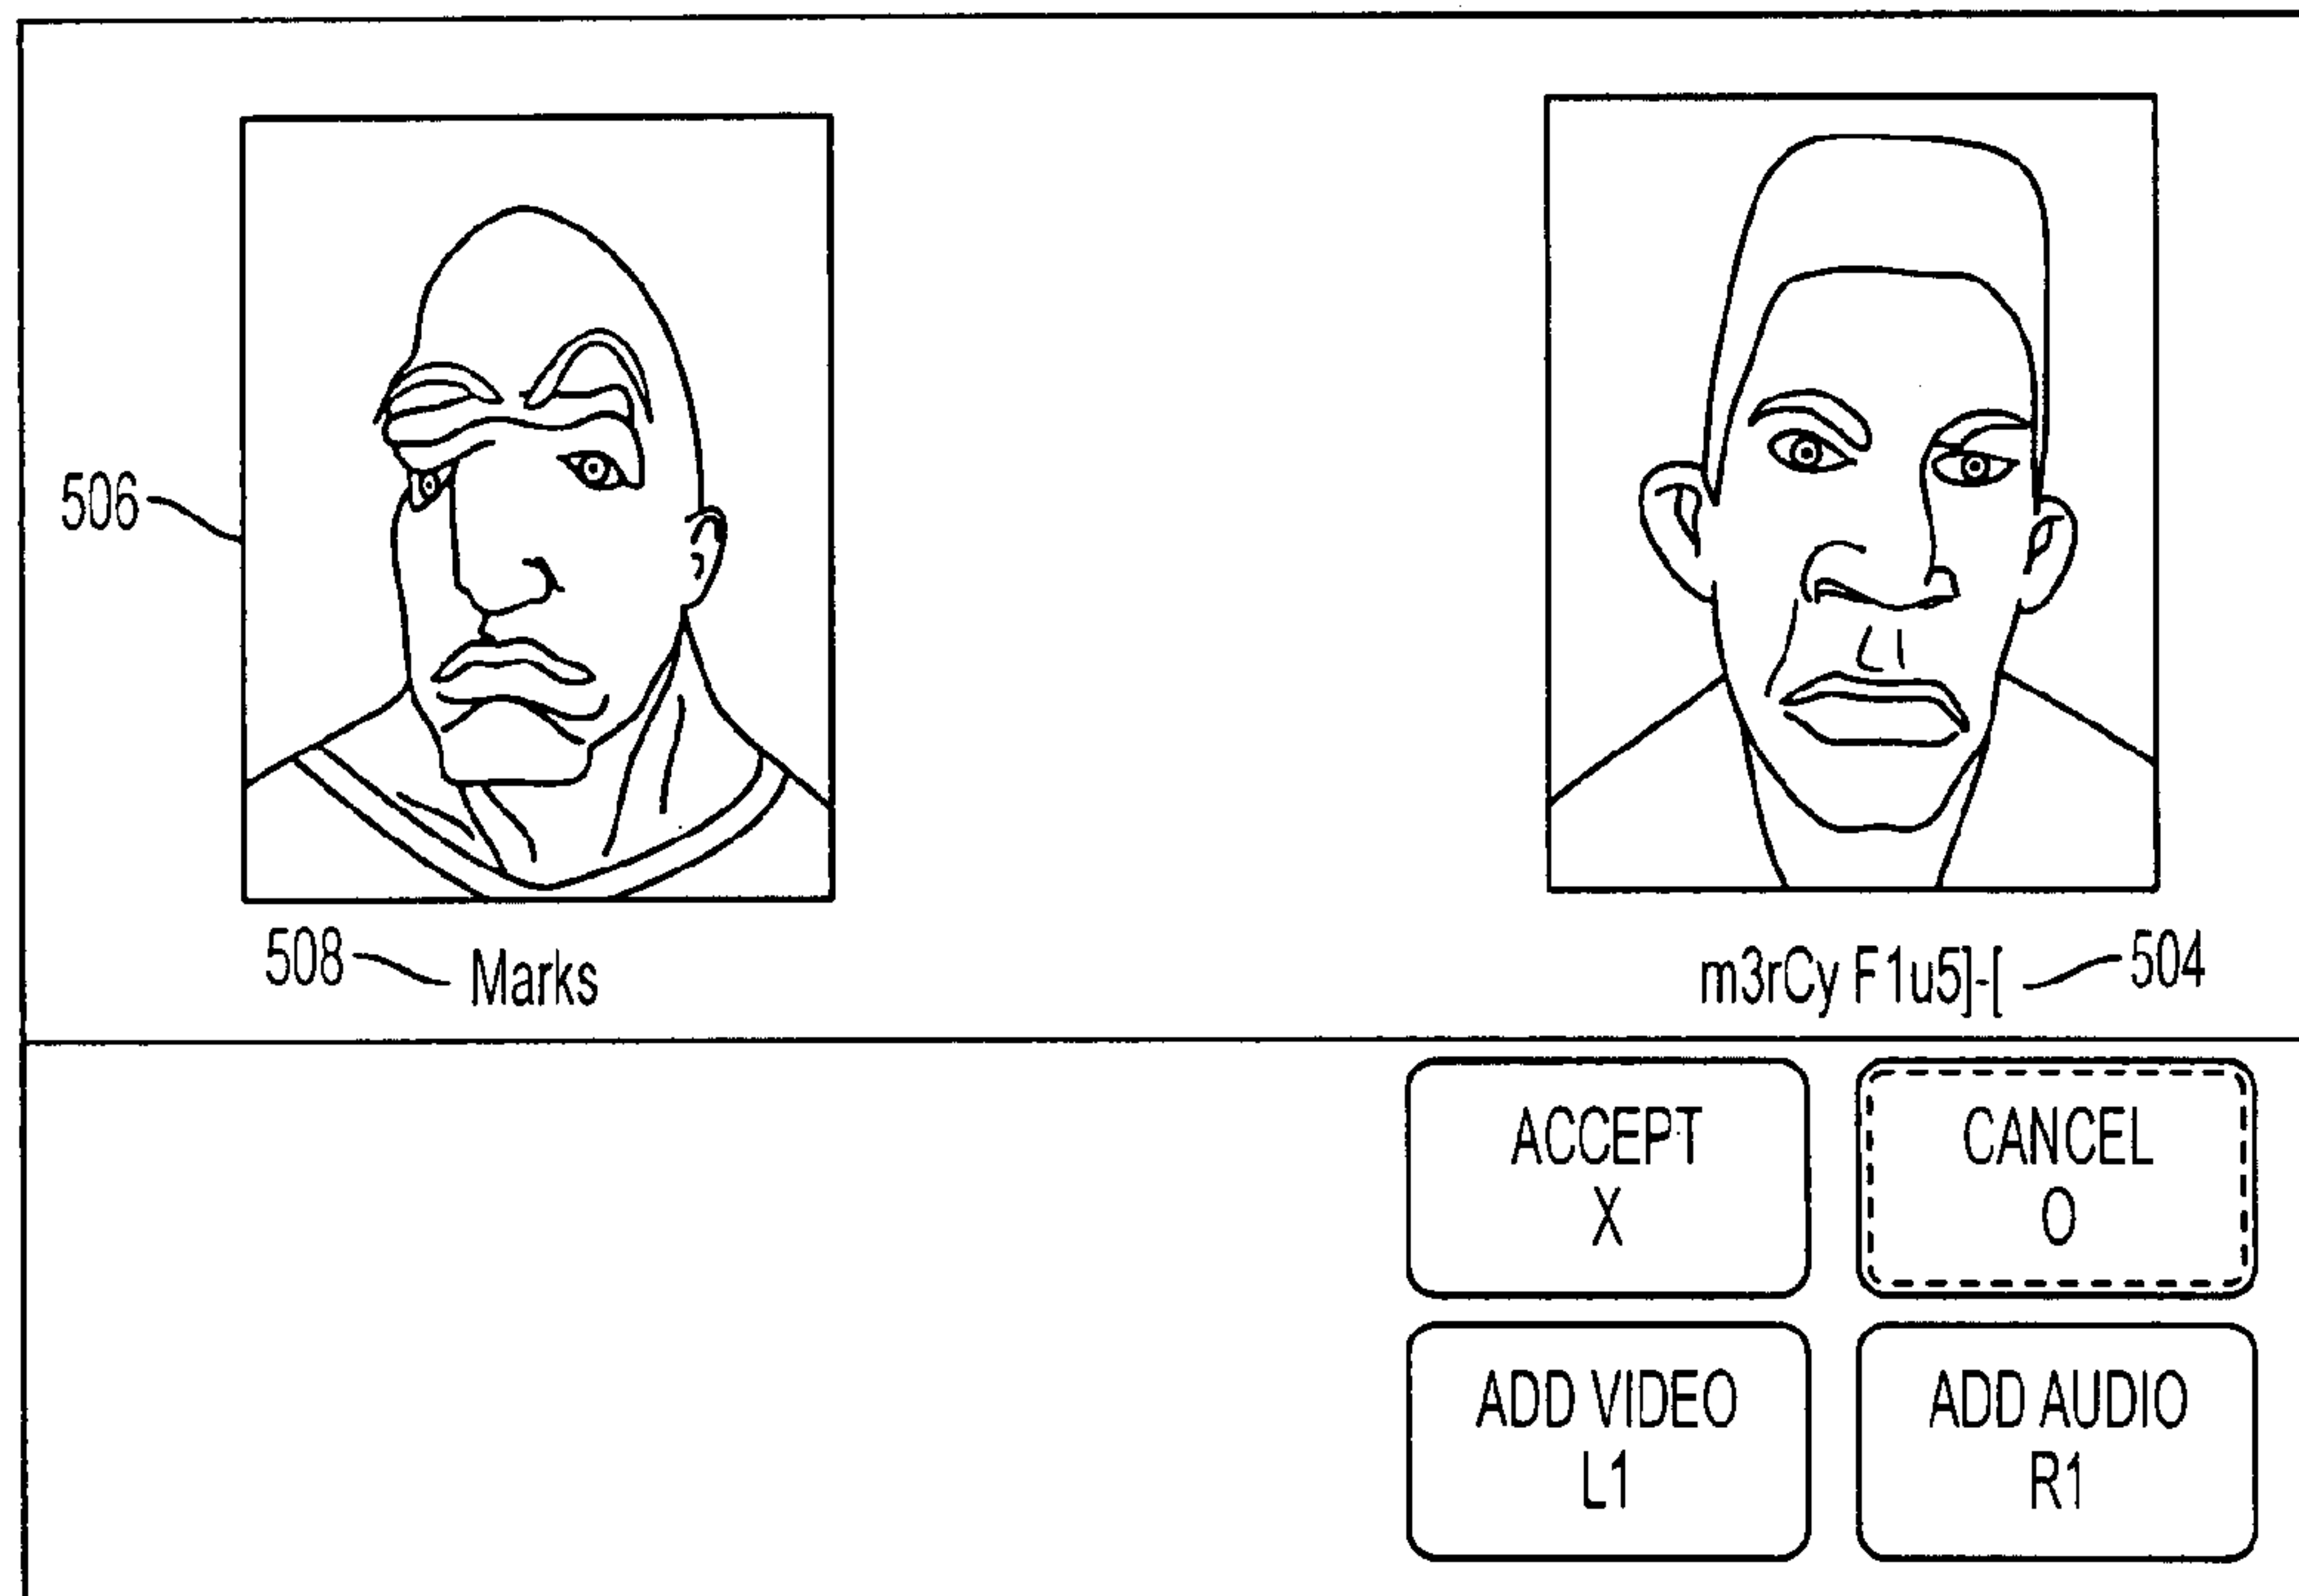 506
508 Marks
m3rCy F1u5]-[ 504
ACCEPT
X
CANCEL
O
ADD VIDEO
L1
ADD AUDIO
R1